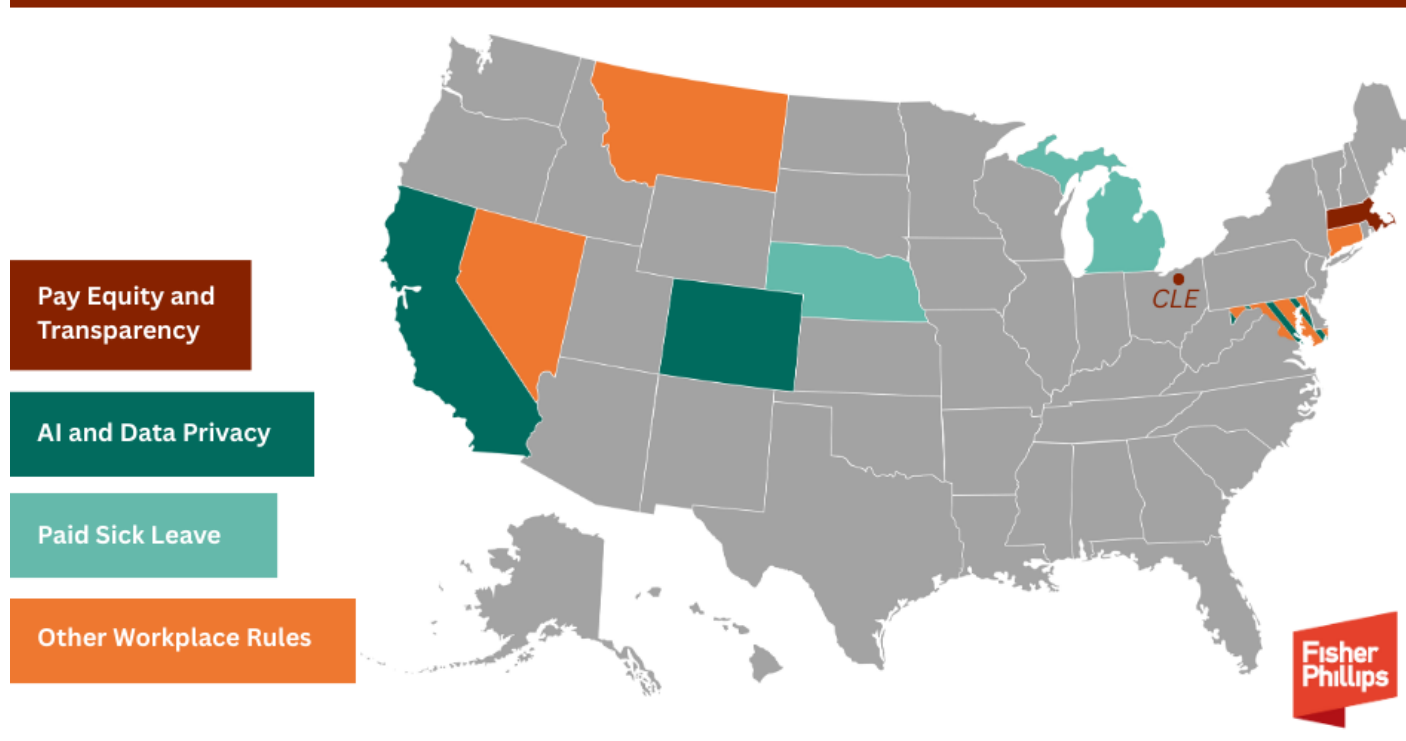 Pay Equity and
Transparency
AI and Data Privacy
Paid Sick Leave
Other Workplace Rules
CLE
Fisher
Phillips